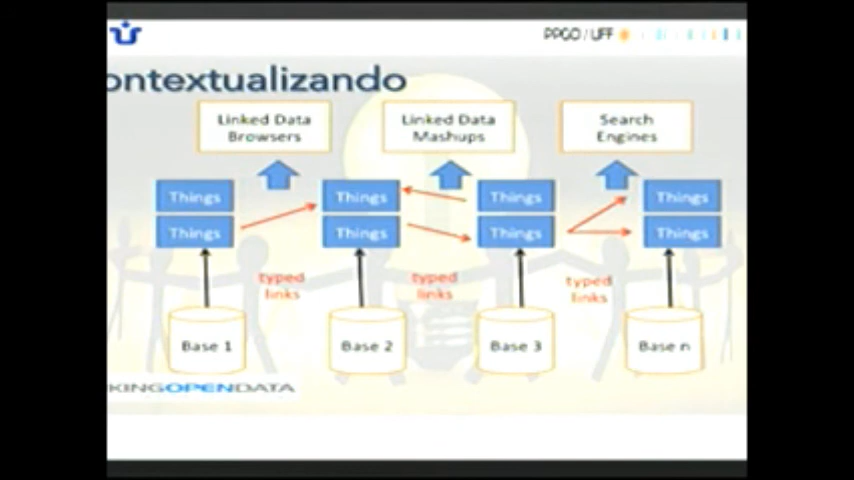 PPGO / UFF
ontextualizando
Linked Data
Browsers
Linked Data
Mashups
Search
Engines
Things
Things
Things
Things
Things
Things
Things
Things
typed
links
typed
links
typed
links
Base 1
Base 2
Base 3
Base n
KINGOPENDATA